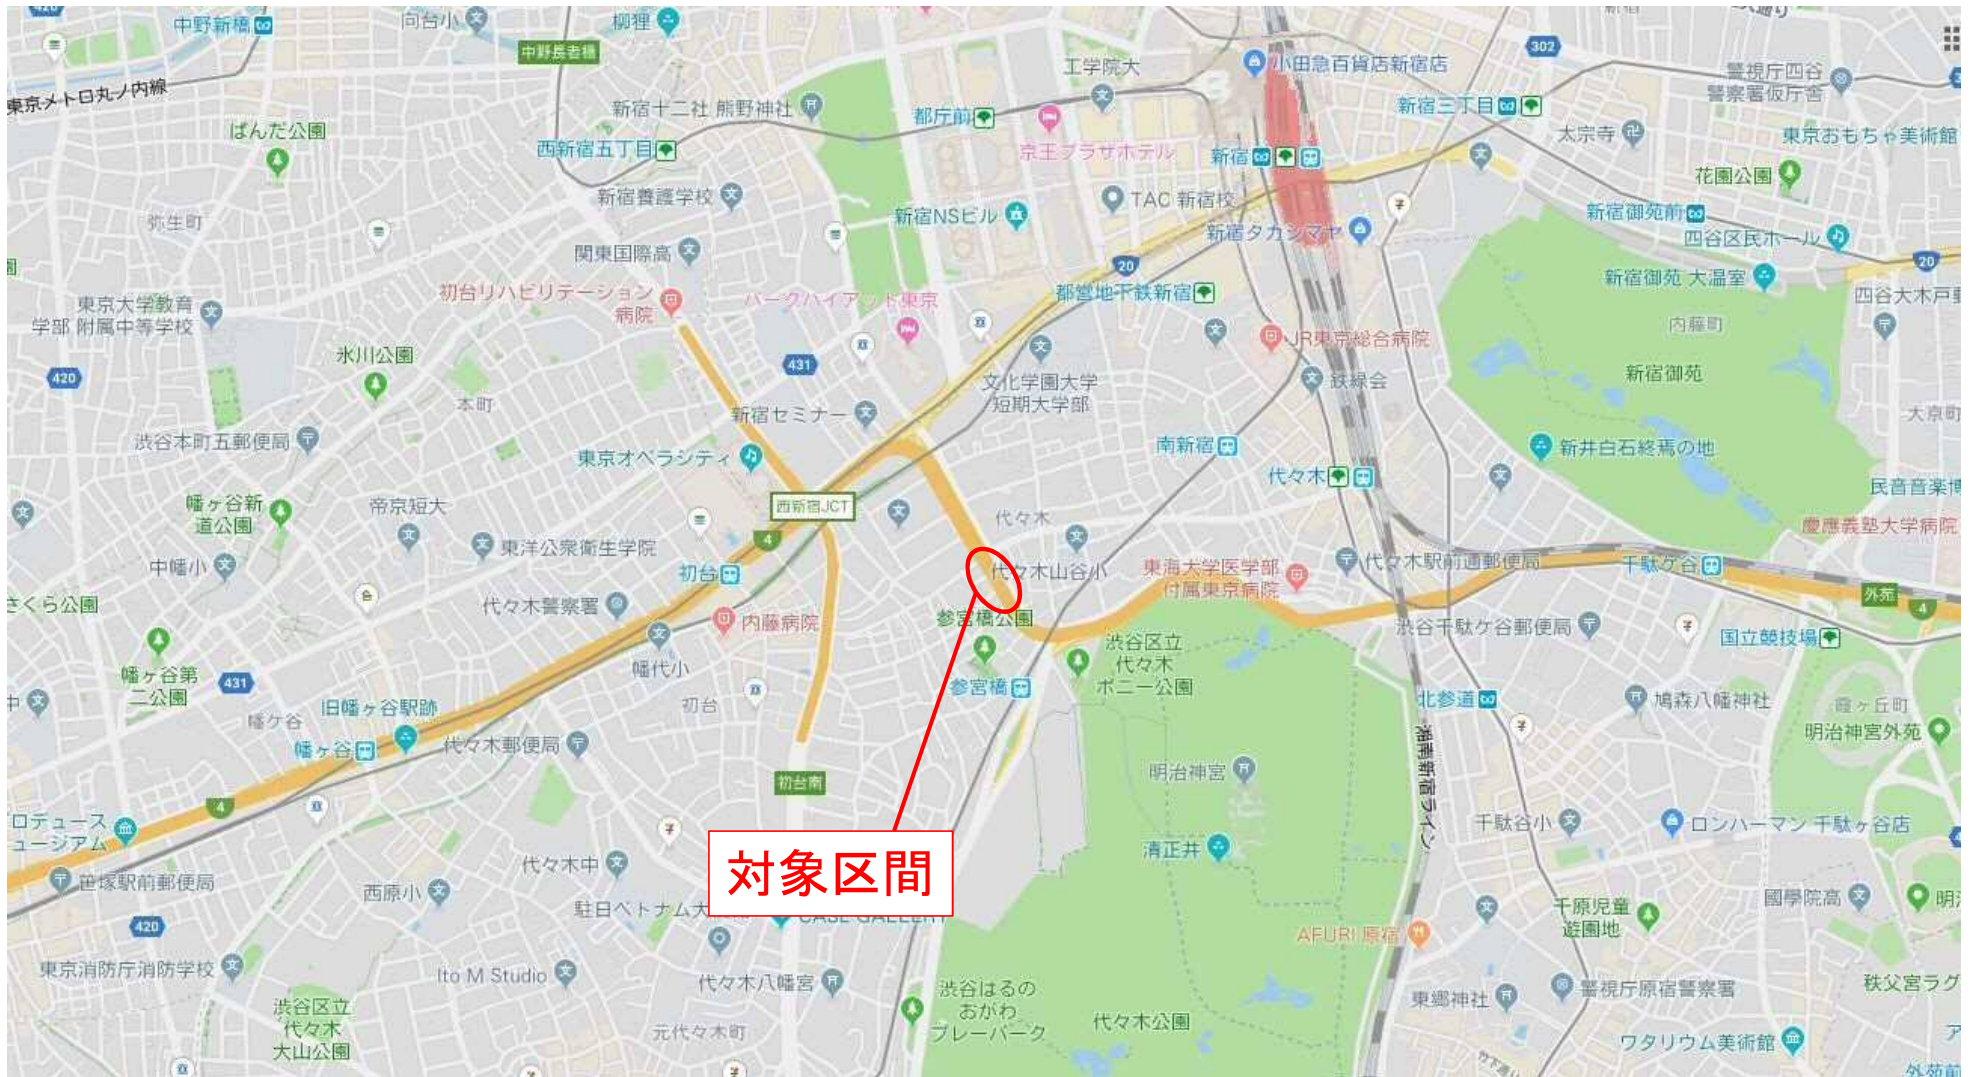 420
中野新橋
向台小
柳狸
中野長者橋
東京メトロ丸ノ内線
工学院大
小田急百貨店新宿店
302
警視庁四谷
警察署仮庁舎
新宿十二社 熊野神社
都庁前
新宿三丁目
太宗寺
東京おもちゃ美術館
ばんだ公園
西新宿五丁目
京王プラザホテル
新宿
花園公園
新宿養護学校
TAC 新宿校
新宿NSビル
新宿御苑前
弥生町
新宿タカシマヤ
四谷区民ホール
関東国際高
20
20
新宿御苑 大温室
初台リハビリテーション
病院
パークハイアット東京
都営地下鉄新宿
四谷大木戸
東京大学教育
学部 附属中等学校
内藤町
JR東京総合病院
氷川公園
431
420
文化学園大学
・短期大学部
鉄緑会
新宿御苑
本町
新宿セミナー
大京町
渋谷本町五郵便局
東京オペラシティ
南新宿
新井白石終焉の地
代々木
民音音楽博
幡ヶ谷新
道公園
帝京短大
西新宿JCT
代々木
慶應義塾大学病院
4
東洋公衆衛生学院
中幡小
初台
代々木山谷小
東海大学医学部
付属東京病院
代々木駅前通郵便局
千駄ケ谷
さくら公園
代々木警察署
内藤病院
参宮橋公園
外苑
4
渋谷千駄ケ谷郵便局
国立競技場
渋谷区立
代々木
ポニー公園
幡ヶ谷第
二公園
431
幡代小
参宮橋
北参道
鳩森八幡神社
霞ヶ丘町
旧幡ヶ谷駅跡
初台
幡ケ谷
幡ヶ谷
代々木郵便局
明治神宮外苑
湘南新宿ライン
明治神宮
初台南
4
ロデュース
ュージアム
千駄谷小
ロンハーマン 千駄ヶ谷店
清正井
対象区間
笹塚駅前郵便局
西原小
代々木中
駐日ベトナム大
CASE GALLERY
千原児童
遊園地
國學院高
明
420
AFURI 原宿
東京消防庁消防学校
Ito M Studio
代々木八幡宮
渋谷はるの
おがわ
プレーパーク
東郷神社
警視庁原宿警察署
秩父宮ラグ
渋谷区立
代々木
大山公園
元代々木町
代々木公園
ワタリウム美術館
外苑前